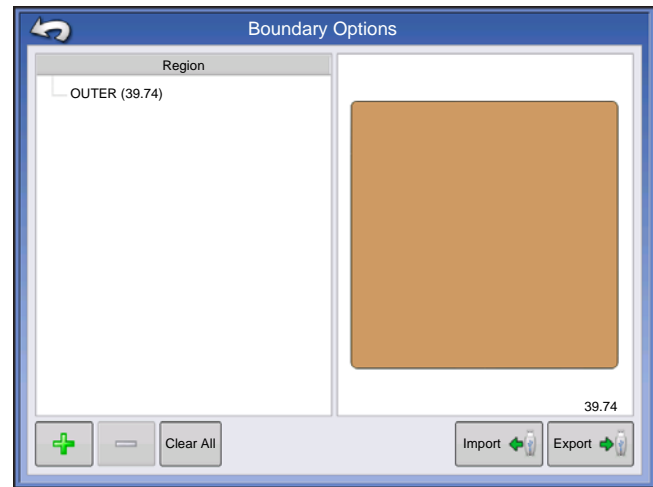 Boundary Options
Region
OUTER (39.74)
39.74
Clear All
Import
Export